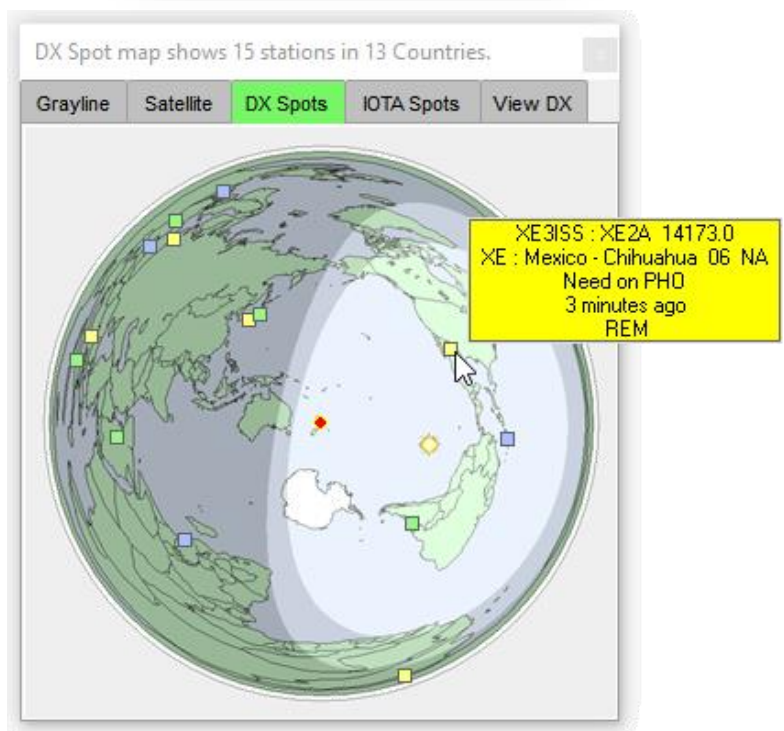 DX Spot map shows 15 stations in 13 Countries.
Grayline Satellite DX Spots IOTA Spots View DX
XE3ISS : XE2A 14173.0
XE : Mexico - Chihuahua 06 NA
Need on PHO
3 minutes ago
REM